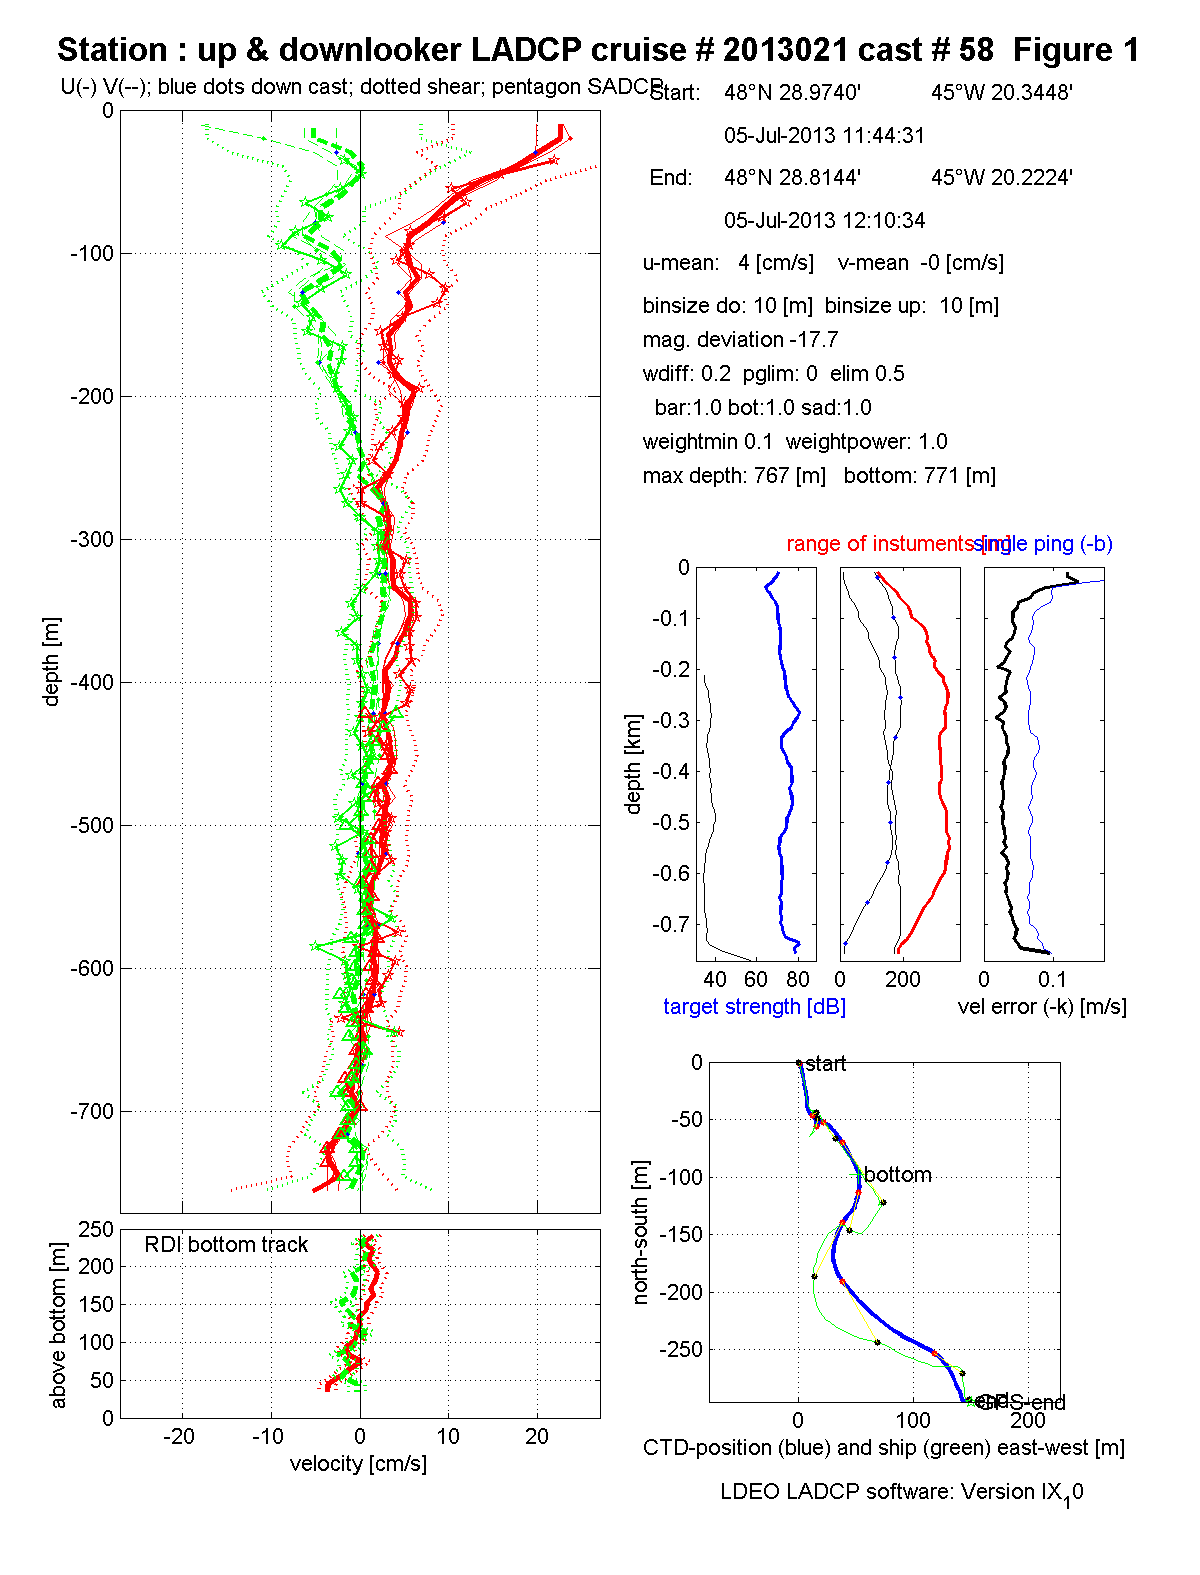 Station : up & downlooker LADCP cruise # 2013021 cast # 58  Figure 1
U(-) V(--); blue dots down cast; dotted shear; pentagon SADCP
Start: 48°N 28.9740' 45°W 20.3448'
05-Jul-2013 11:44:31
End: 48°N 28.8144' 45°W 20.2224'
05-Jul-2013 12:10:34
u-mean: 4 [cm/s] v-mean -0 [cm/s]
binsize do: 10 [m] binsize up: 10 [m]
mag. deviation -17.7
wdiff: 0.2 pglim: 0 elim 0.5
bar:1.0 bot:1.0 sad:1.0
weightmin 0.1 weightpower: 1.0
max depth: 767 [m] bottom: 771 [m]
0
-100
-200
-300
-400
-500
-600
-700
depth [m]
RDI bottom track
250
200
150
100
50
0
above bottom [m]
-20 -10 0 10 20
velocity [cm/s]
range of instuments [m]
single ping (-b)
0
-0.1
-0.2
-0.3
-0.4
-0.5
-0.6
-0.7
depth [km]
40 60 80
target strength [dB]
0 200
0 0.1
vel error (-k) [m/s]
0
-50
-100
-150
-200
-250
north-south [m]
start
bottom
end
GPS-end
0 100 200
CTD-position (blue) and ship (green) east-west [m]
LDEO LADCP software: Version IX10